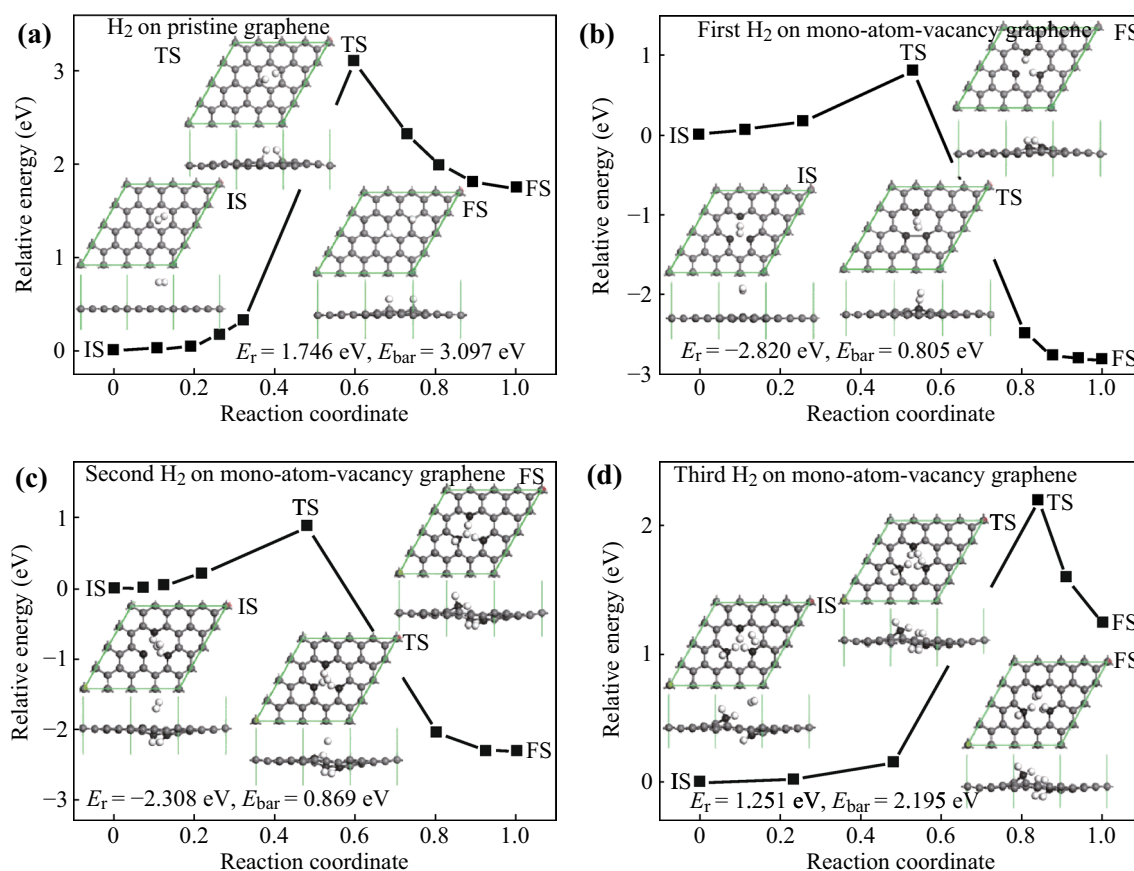 (a)
H2 on pristine graphene
TS
TS
IS
FS
IS
FS
Er = 1.746 eV, Ebar = 3.097 eV
3
2
1
0
Relative energy (eV)
0 0.2 0.4 0.6 0.8 1.0
Reaction coordinate
(b)
First H2 on mono-atom-vacancy graphene
FS
TS
IS
IS
TS
FS
Er = −2.820 eV, Ebar = 0.805 eV
1
0
−1
−2
−3
Relative energy (eV)
0 0.2 0.4 0.6 0.8 1.0
Reaction coordinate
(c)
Second H2 on mono-atom-vacancy graphene
FS
TS
IS
IS
TS
FS
Er = −2.308 eV, Ebar = 0.869 eV
1
0
−1
−2
−3
Relative energy (eV)
0 0.2 0.4 0.6 0.8 1.0
Reaction coordinate
(d)
Third H2 on mono-atom-vacancy graphene
TS
TS
IS
FS
FS
IS
Er = 1.251 eV, Ebar = 2.195 eV
2
1
0
Relative energy (eV)
0 0.2 0.4 0.6 0.8 1.0
Reaction coordinate